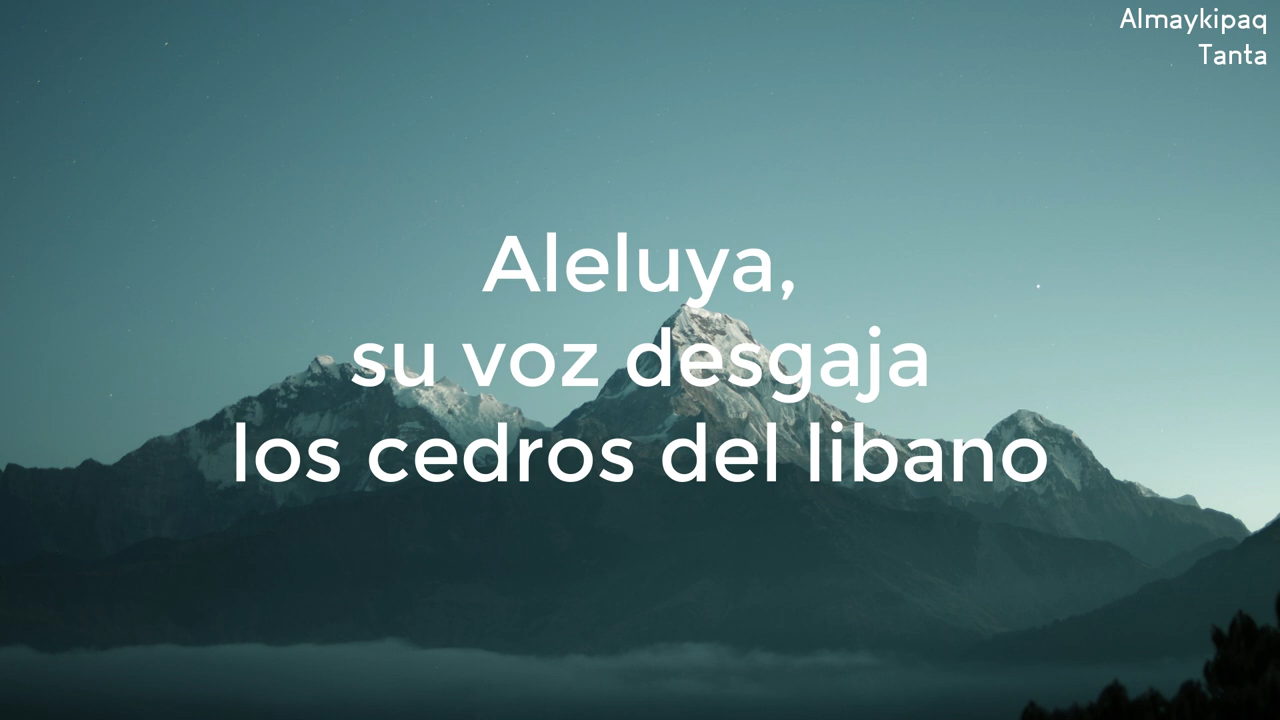 Almaykipaq
Tanta
Aleluya,
su voz desgaja
los cedros del libano